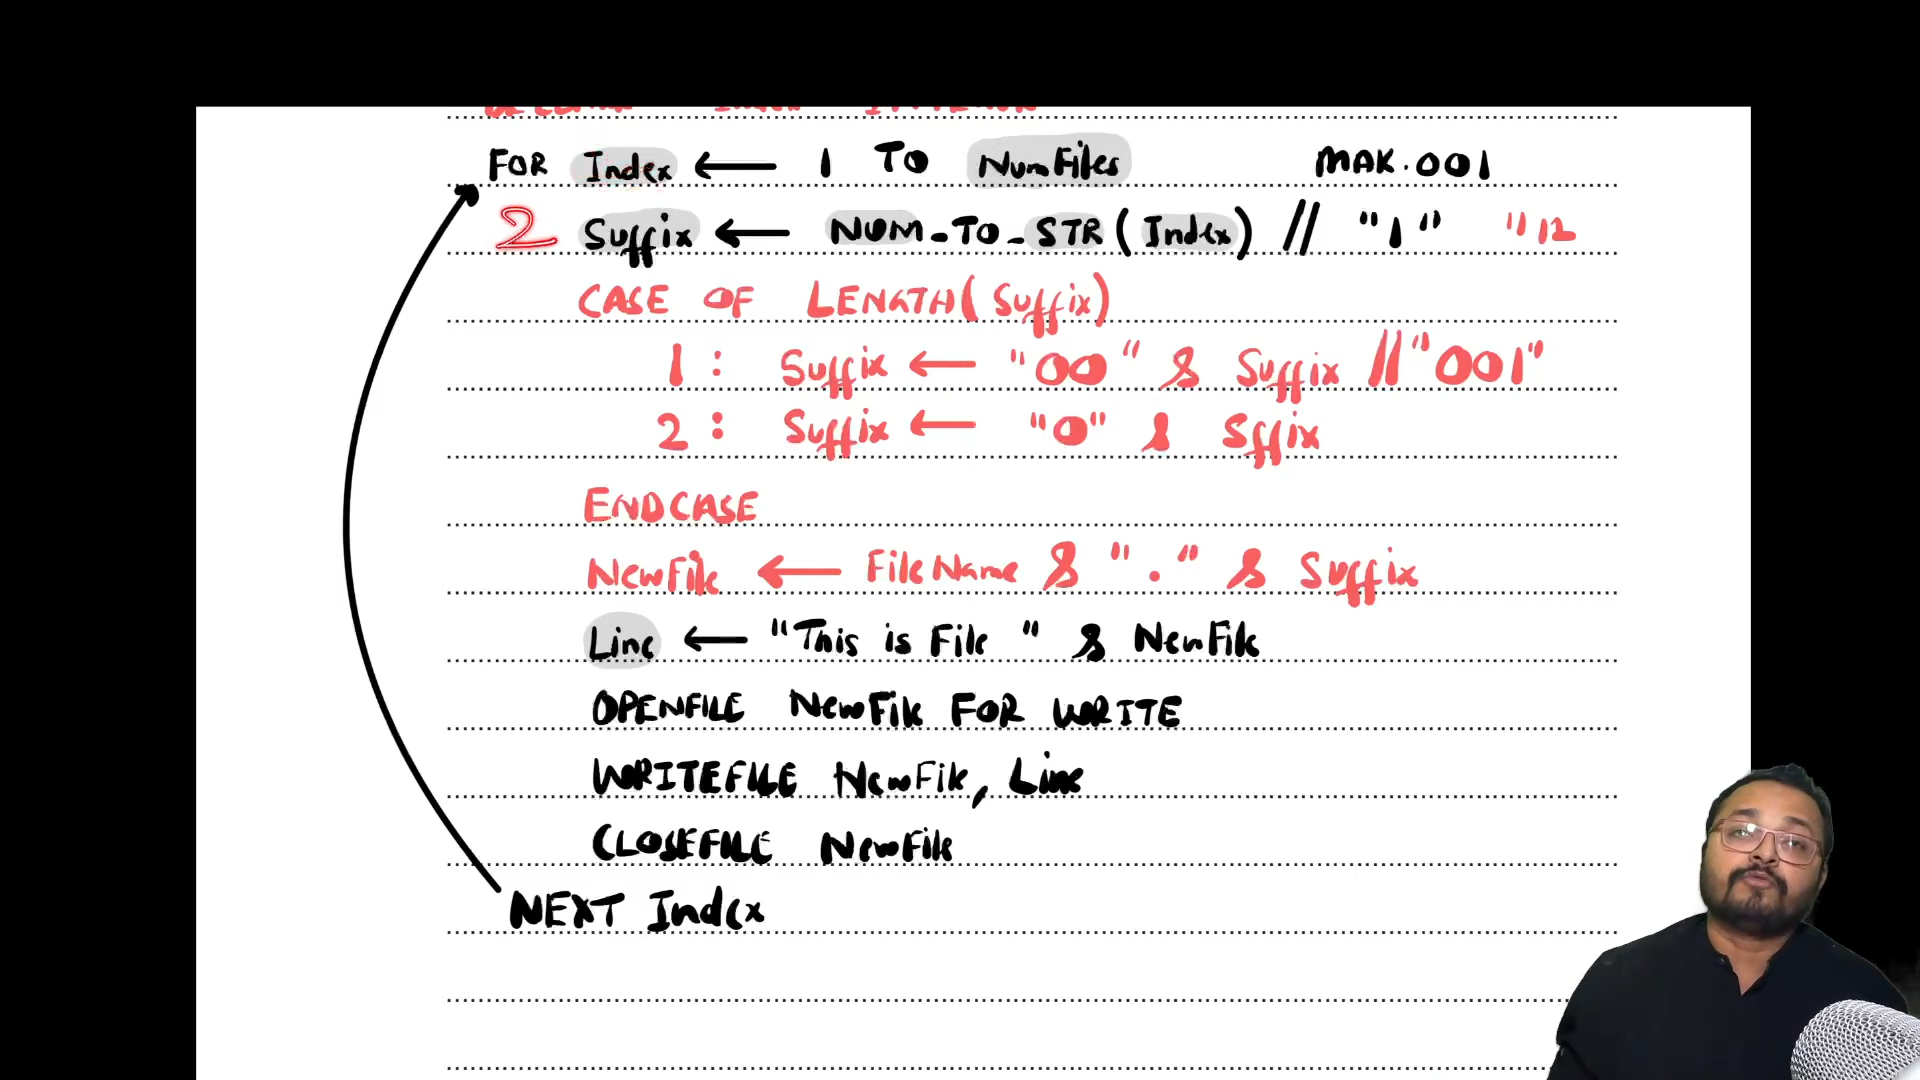 FOR Index ← 1 TO NumFiles MAK.001
2 Suffix ← NUM_TO_STR(Index) // "1" "12
CASE OF LENGTH(Suffix)
1 : Suffix ← "00" & Suffix // "001"
2 : Suffix ← "0" & Sffix
ENDCASE
NewFile ← FileName & "." & Suffix
Line ← "This is File " & NewFile
OPENFILE NewFile FOR WRITE
WRITEFILE NewFile, Line
CLOSEFILE NewFile
NEXT Index